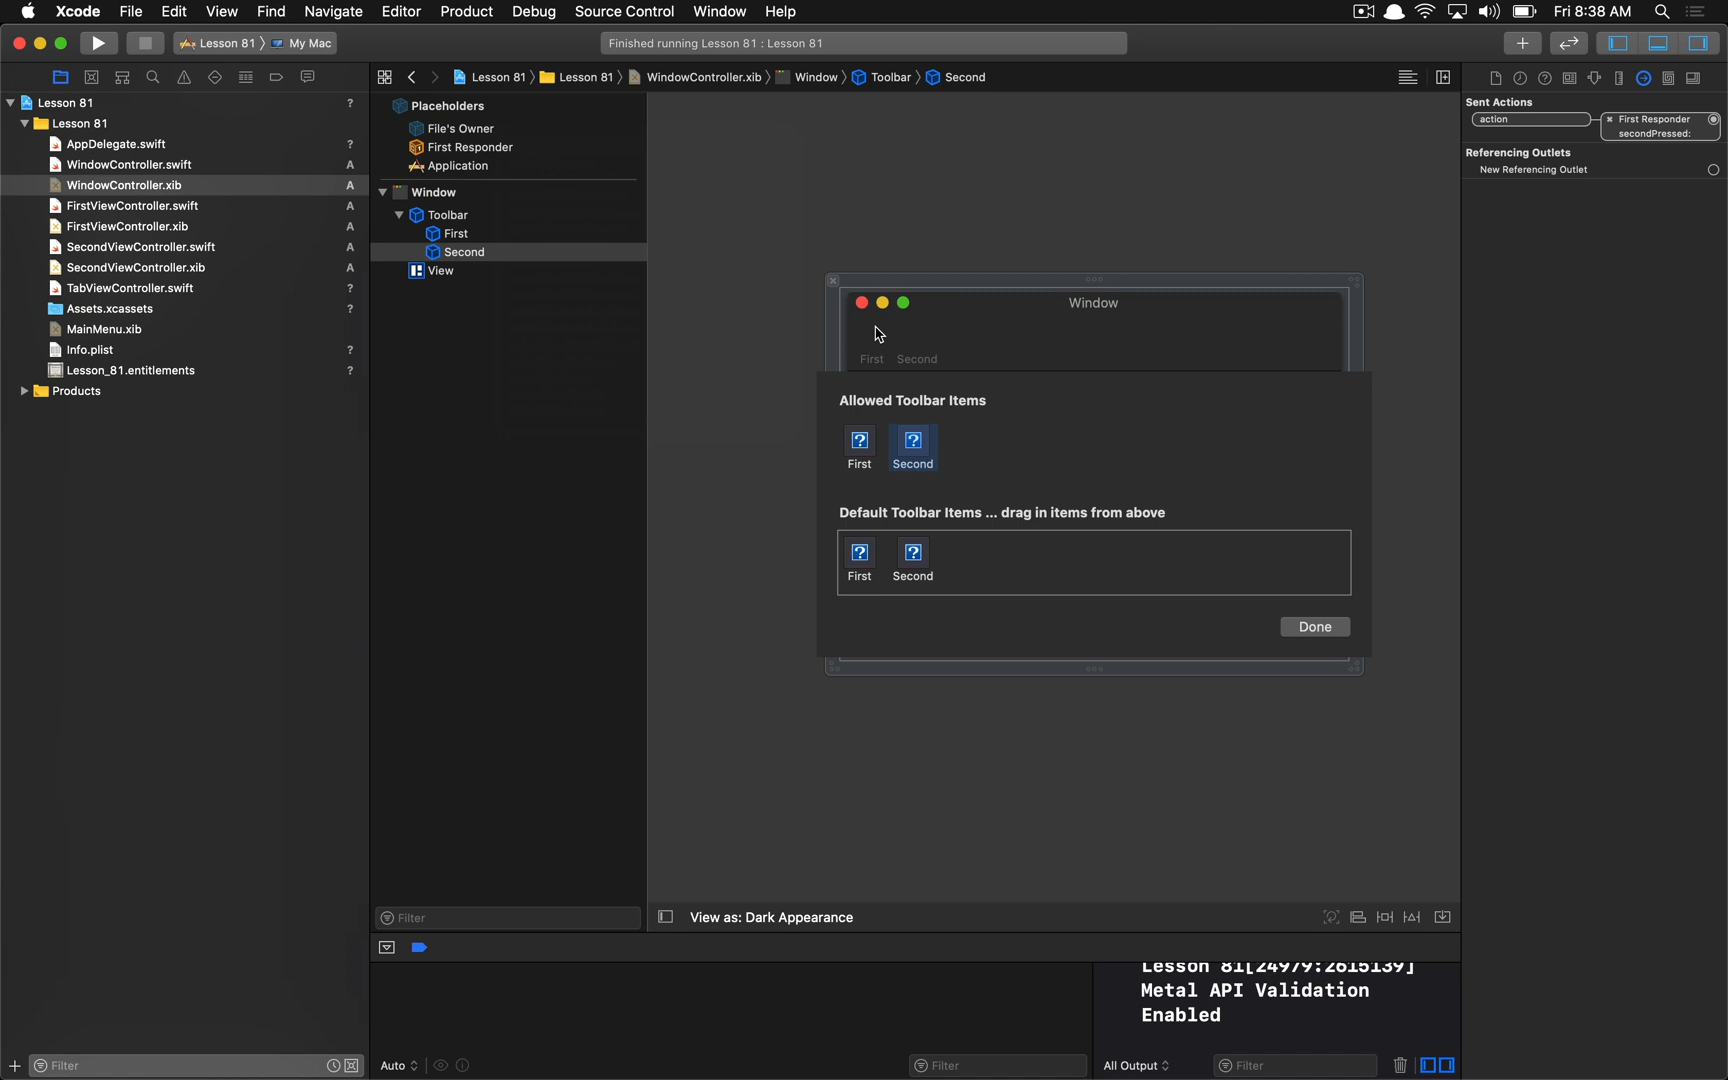 Xcode File Edit View Find Navigate Editor Product Debug Source Control Window Help Fri 8:38 AM
Lesson 81 My Mac Finished running Lesson 81 : Lesson 81
Lesson 81 Lesson 81 WindowController.xib Window Toolbar Second
Lesson 81 ?
Lesson 81
AppDelegate.swift ?
WindowController.swift A
WindowController.xib A
FirstViewController.swift A
FirstViewController.xib A
SecondViewController.swift A
SecondViewController.xib A
TabViewController.swift ?
Assets.xcassets ?
MainMenu.xib
Info.plist ?
Lesson_81.entitlements ?
Products
Filter
Placeholders
File's Owner
First Responder
Application
Window
Toolbar
First
Second
View
Filter
Window
First Second
Allowed Toolbar Items
? ?
First Second
Default Toolbar Items ... drag in items from above
? ?
First Second
Done
View as: Dark Appearance
Sent Actions
action First Responder
secondPressed:
Referencing Outlets
New Referencing Outlet
Lesson 81[24979:2615139]
Metal API Validation
Enabled
Auto Filter All Output Filter